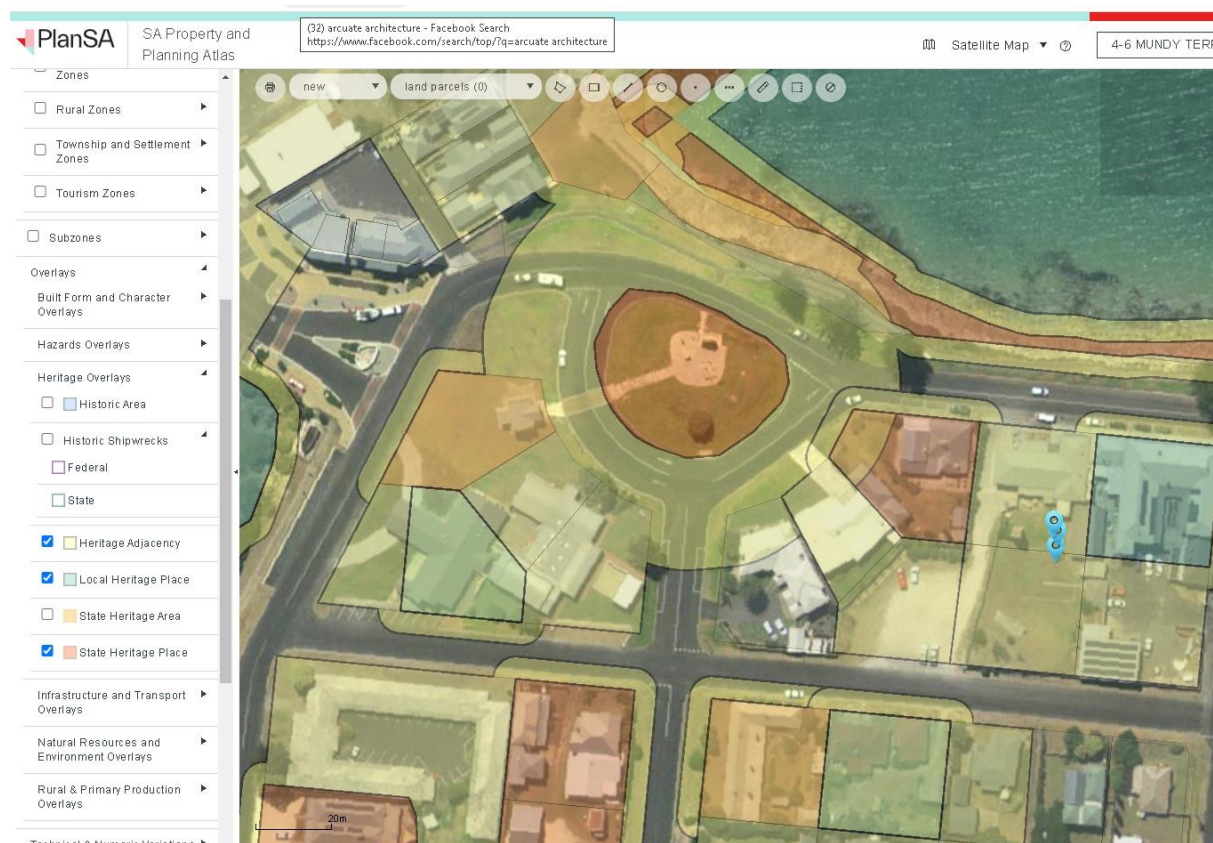 PlanSA
SA Property and
Planning Atlas
(32) arcuate architecture - Facebook Search
https://www.facebook.com/search/top/?q=arcuate architecture
Satellite Map
4-6 MUNDY TERR
new
land parcels (0)
Zones
Rural Zones
Township and Settlement
Zones
Tourism Zones
Subzones
Overlays
Built Form and Character
Overlays
Hazards Overlays
Heritage Overlays
Historic Area
Historic Shipwrecks
Federal
State
Heritage Adjacency
Local Heritage Place
State Heritage Area
State Heritage Place
Infrastructure and Transport
Overlays
Natural Resources and
Environment Overlays
Rural & Primary Production
Overlays
Technical & Numeric Variations
20m